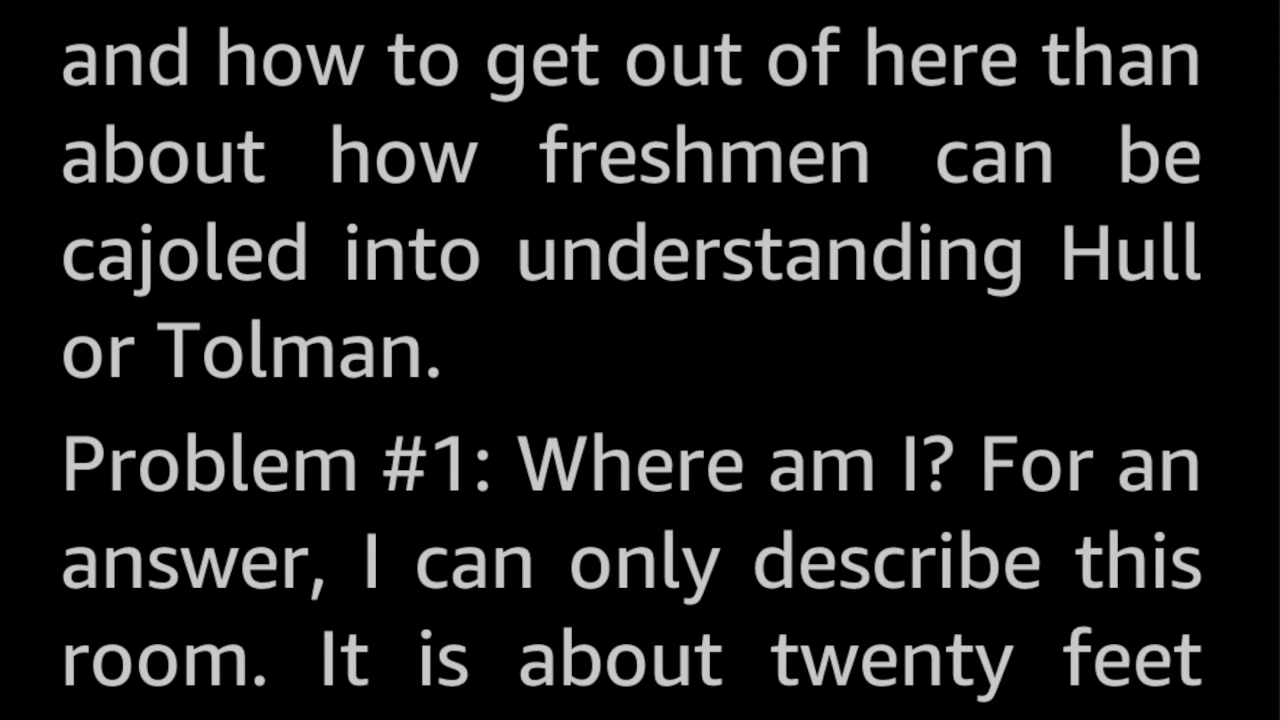 and how to get out of here than
about how freshmen can be
cajoled into understanding Hull
or Tolman.
Problem #1: Where am I? For an
answer, I can only describe this
room. It is about twenty feet